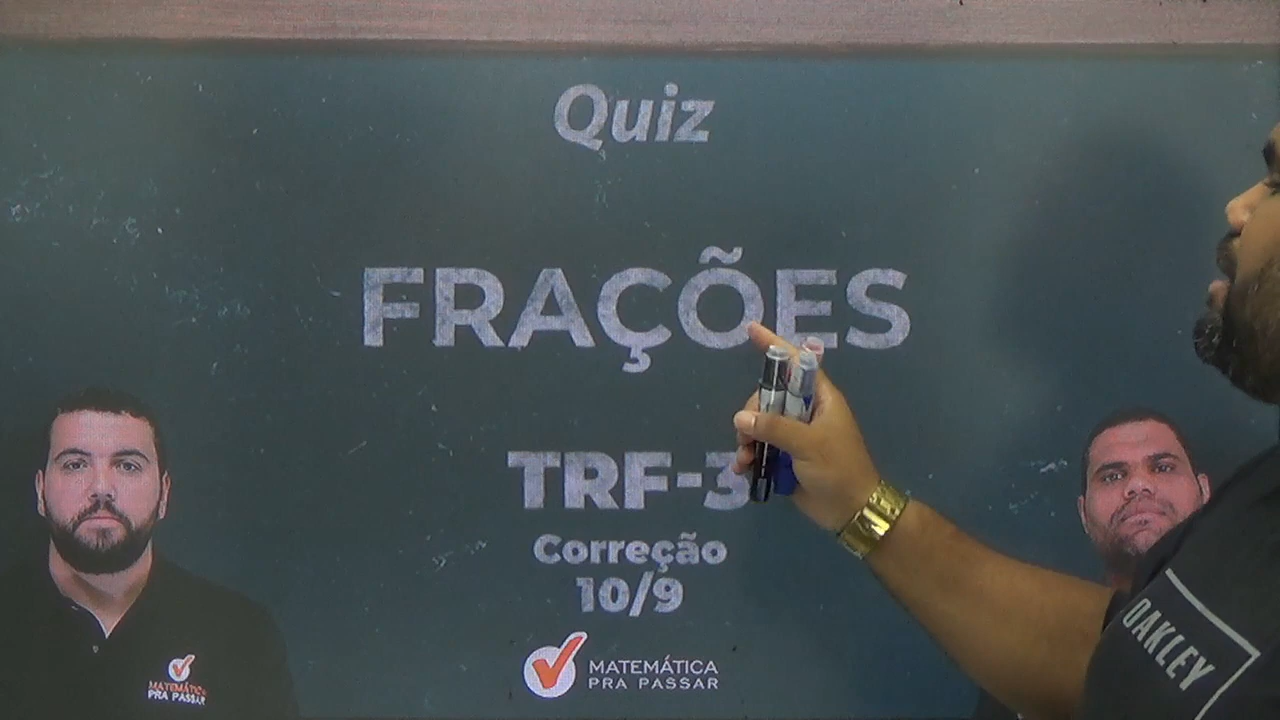 Quiz
FRAÇÕES
TRF-3
Correção
10/9
MATEMÁTICA
PRA PASSAR
MATEMÁTICA
PRA PASSAR
OAKLEY